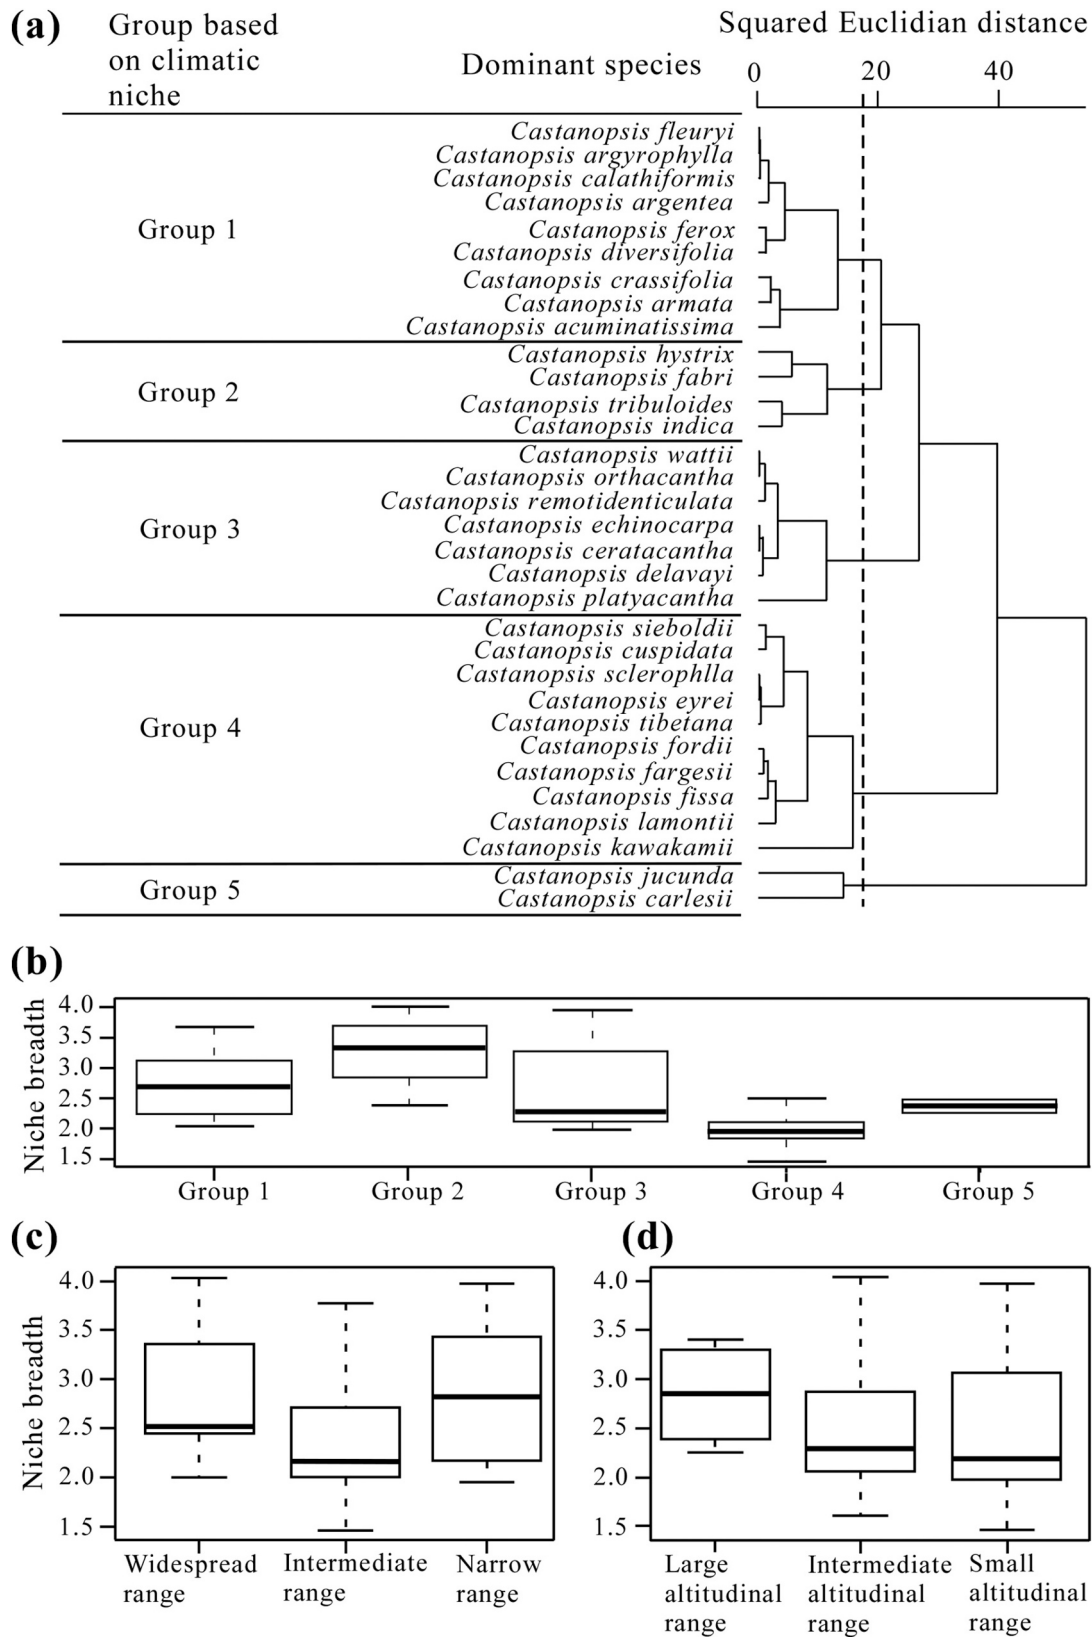 (a)
Group based
on climatic
niche
Dominant species
Squared Euclidian distance
0 20 40
Group 1
Castanopsis fleuryi
Castanopsis argyrophylla
Castanopsis calathiformis
Castanopsis argentea
Castanopsis ferox
Castanopsis diversifolia
Castanopsis crassifolia
Castanopsis armata
Castanopsis acuminatissima
Group 2
Castanopsis hystrix
Castanopsis fabri
Castanopsis tribuloides
Castanopsis indica
Group 3
Castanopsis wattii
Castanopsis orthacantha
Castanopsis remotidenticulata
Castanopsis echinocarpa
Castanopsis ceratacantha
Castanopsis delavayi
Castanopsis platyacantha
Group 4
Castanopsis sieboldii
Castanopsis cuspidata
Castanopsis sclerophlla
Castanopsis eyrei
Castanopsis tibetana
Castanopsis fordii
Castanopsis fargesii
Castanopsis fissa
Castanopsis lamontii
Castanopsis kawakamii
Group 5
Castanopsis jucunda
Castanopsis carlesii
(b)
Niche breadth
4.0
3.5
3.0
2.5
2.0
1.5
Group 1 Group 2 Group 3 Group 4 Group 5
(c)
Niche breadth
4.0
3.5
3.0
2.5
2.0
1.5
Widespread
range
Intermediate
range
Narrow
range
(d)
4.0
3.5
3.0
2.5
2.0
1.5
Large
altitudinal
range
Intermediate
altitudinal
range
Small
altitudinal
range